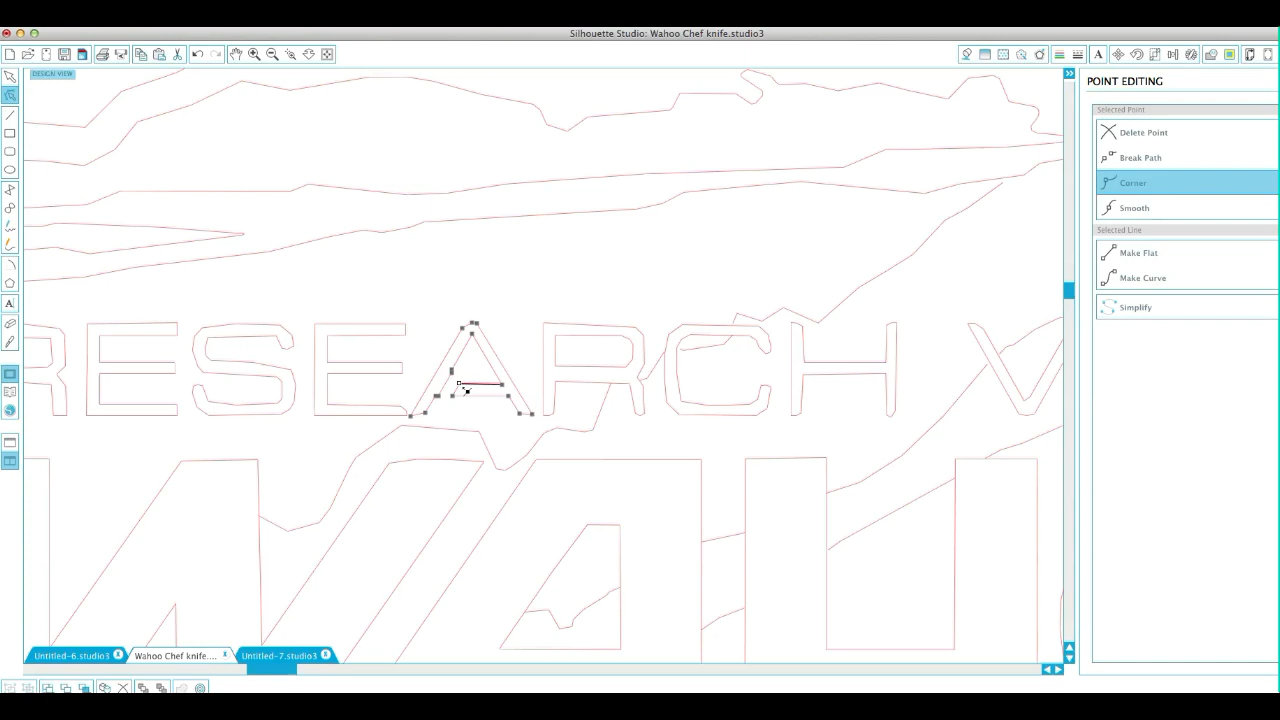 Silhouette Studio: Wahoo Chef knife.studio3
DESIGN VIEW
POINT EDITING
Selected Point
Delete Point
Break Path
Corner
Smooth
Selected Line
Make Flat
Make Curve
Simplify
RESEARCH
Untitled-6.studio3
Wahoo Chef knife....
Untitled-7.studio3